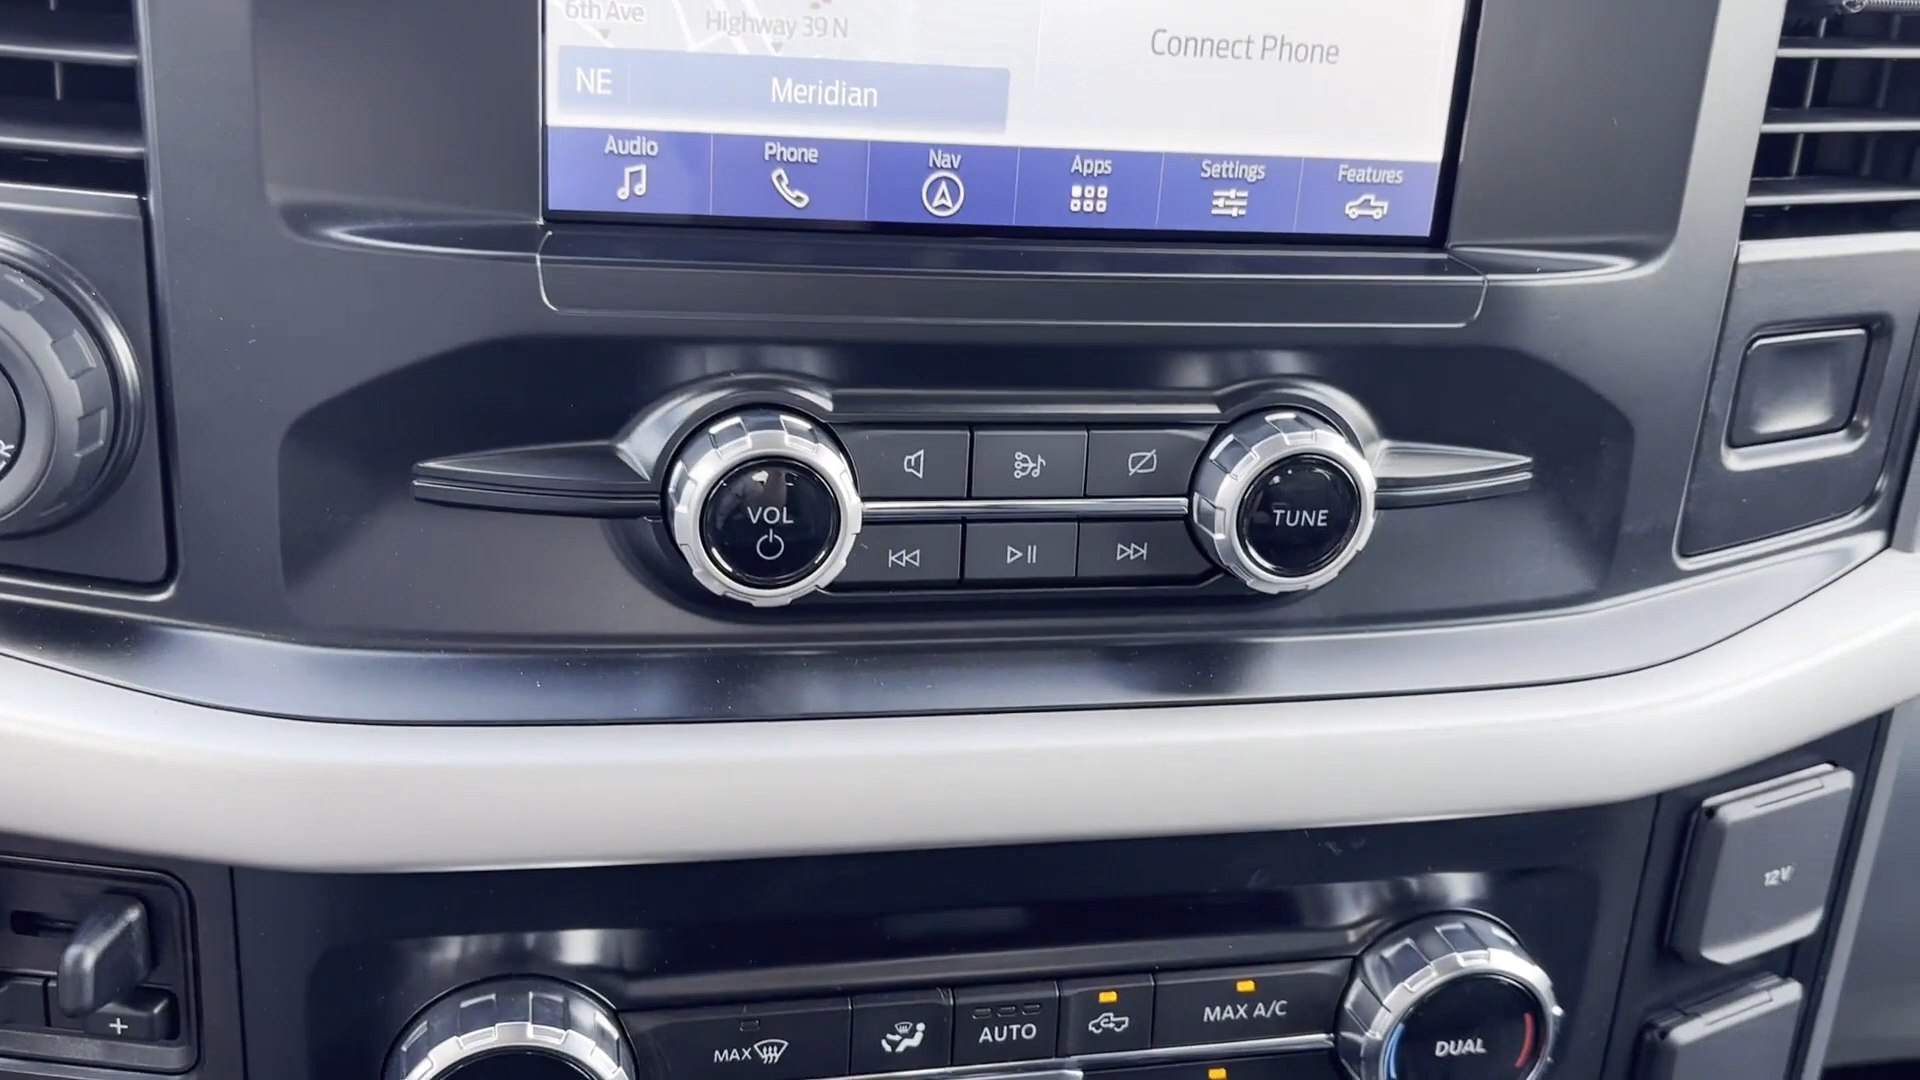 6th Ave
Highway 39 N
Connect Phone
NE
Meridian
Audio
Phone
Nav
Apps
Settings
Features
VOL
TUNE
12V
+
MAX
AUTO
MAX A/C
DUAL